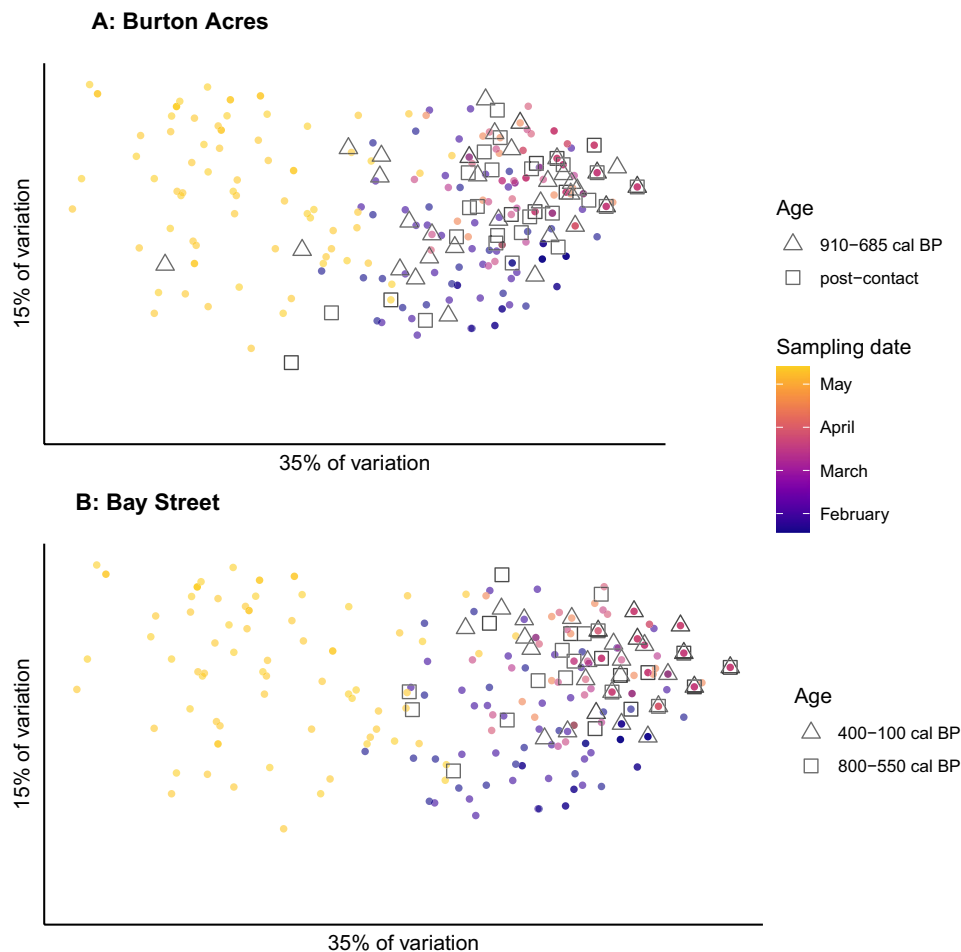 A: Burton Acres
15% of variation
35% of variation
Age
910−685 cal BP
post−contact
Sampling date
May
April
March
February
B: Bay Street
15% of variation
35% of variation
Age
400−100 cal BP
800−550 cal BP